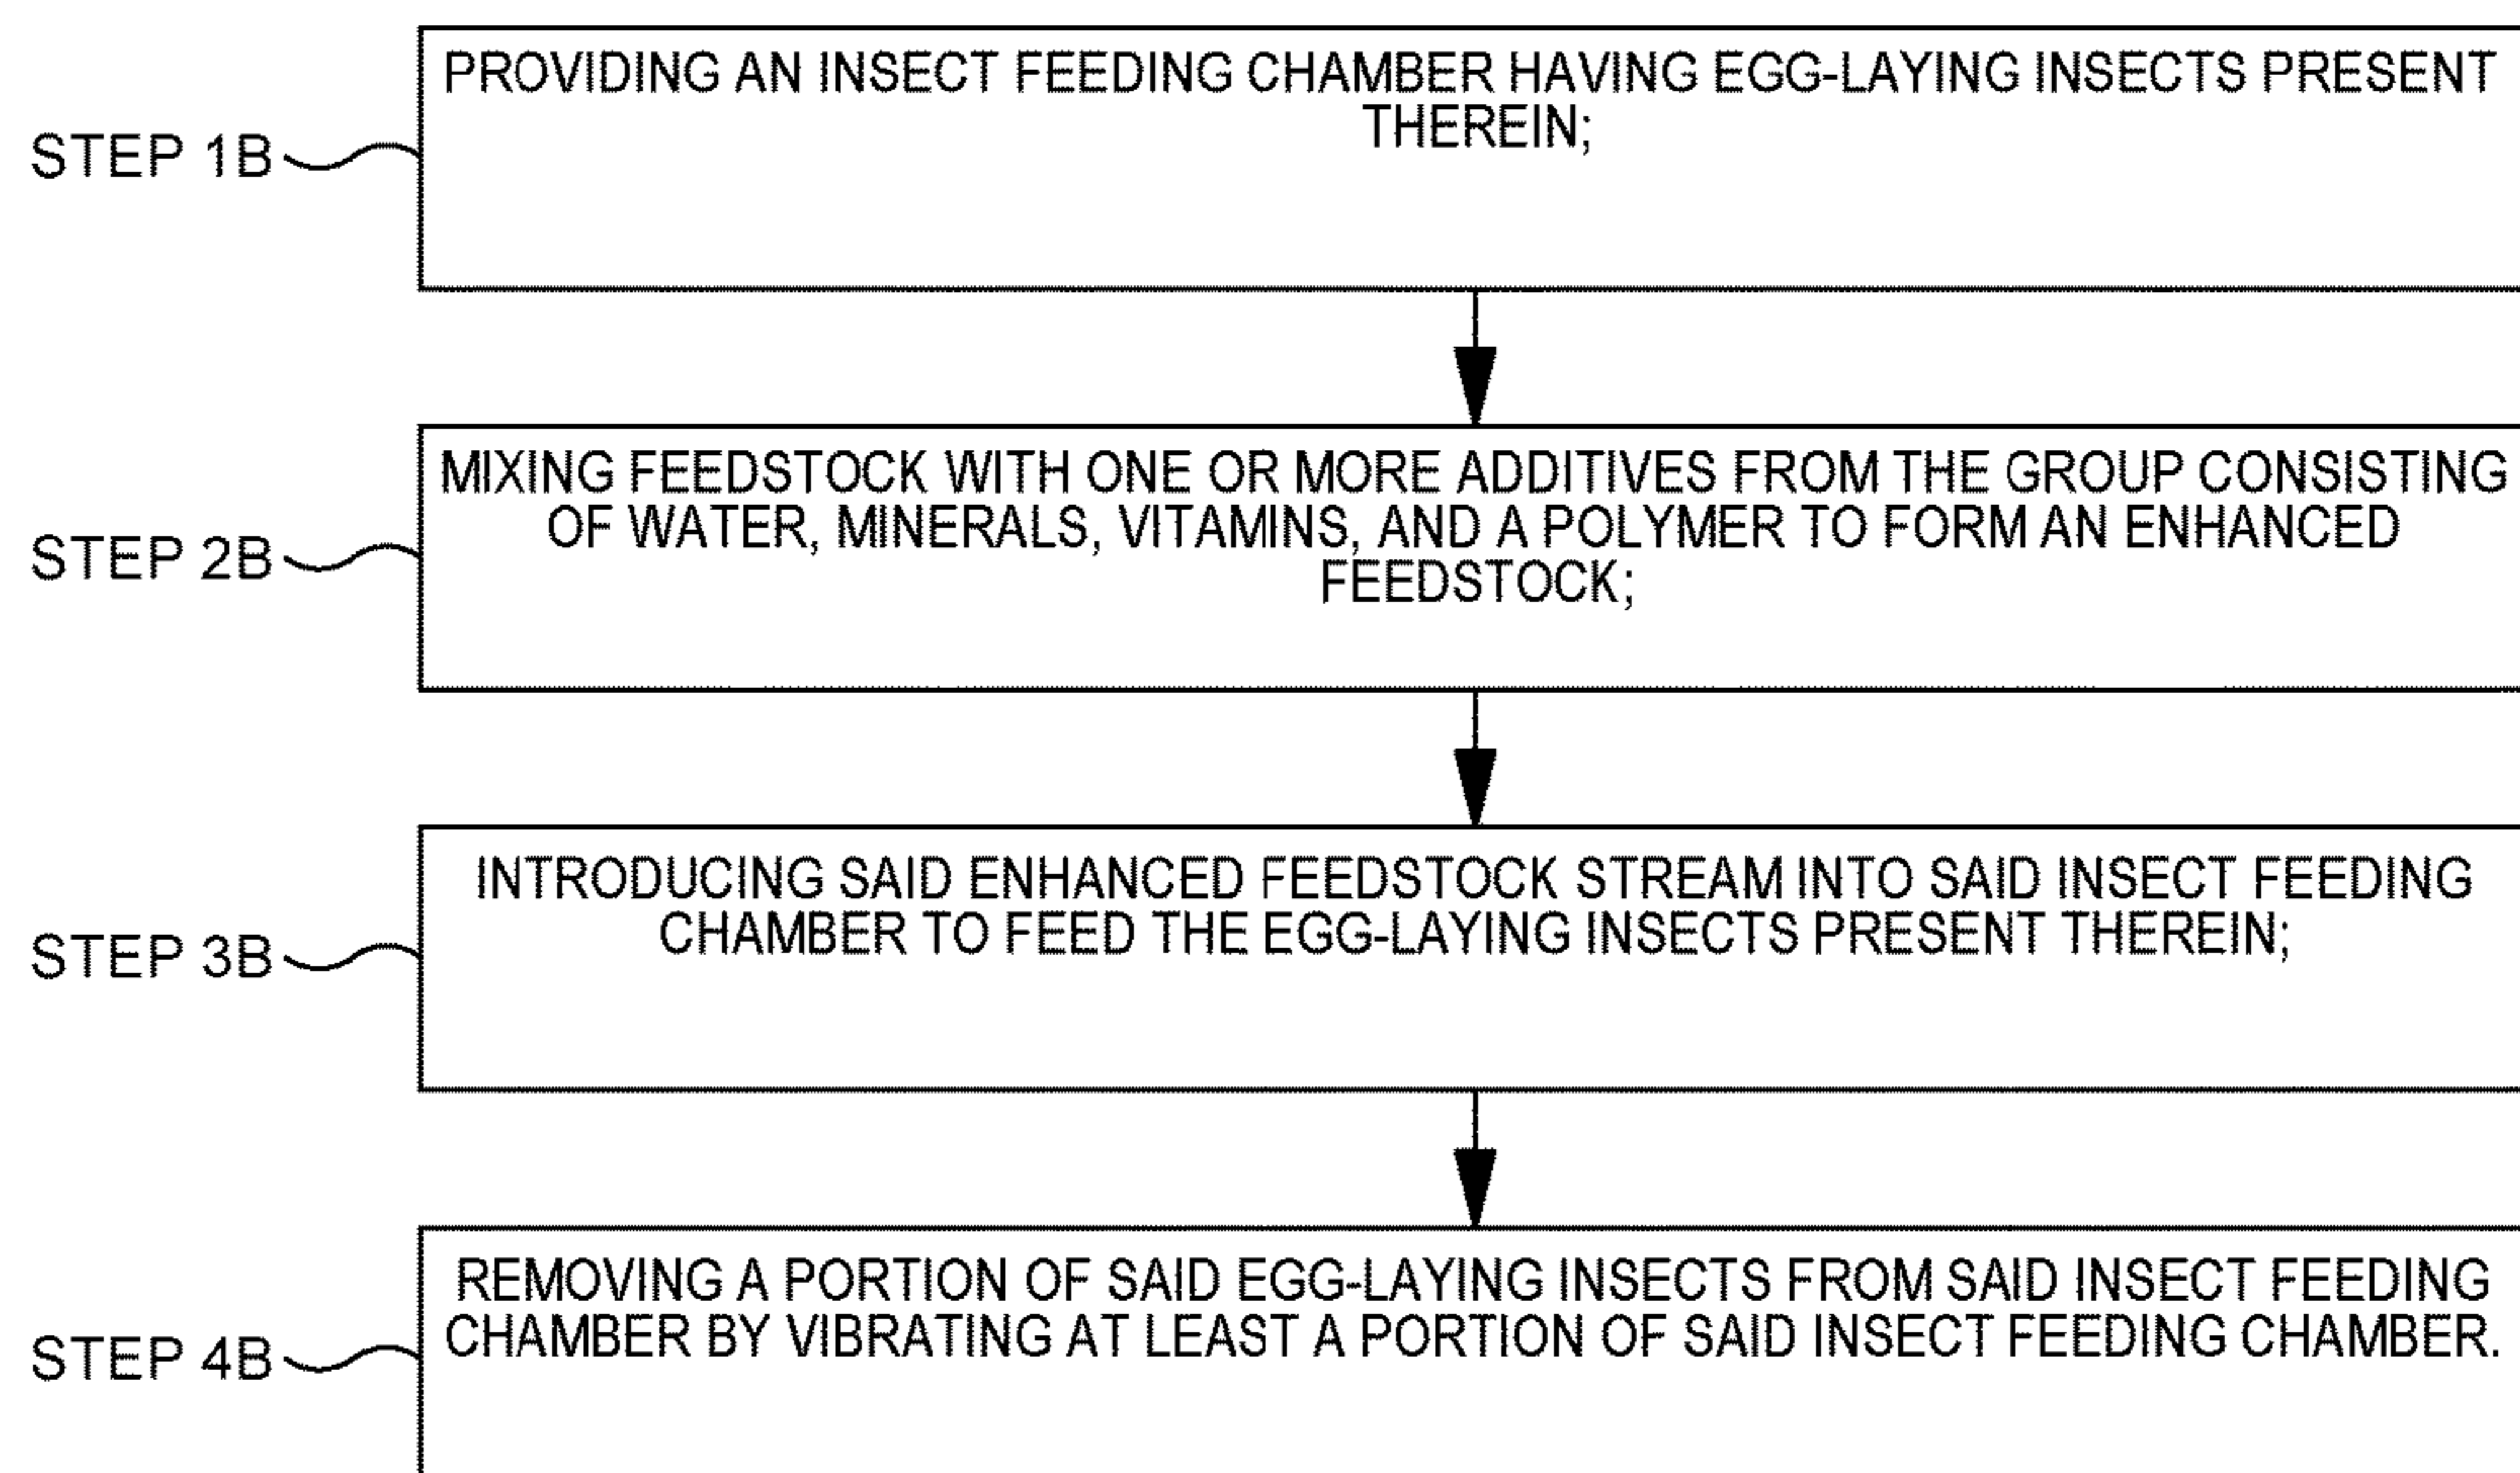 STEP 1B
PROVIDING AN INSECT FEEDING CHAMBER HAVING EGG-LAYING INSECTS PRESENT
THEREIN;
STEP 2B
MIXING FEEDSTOCK WITH ONE OR MORE ADDITIVES FROM THE GROUP CONSISTING
OF WATER, MINERALS, VITAMINS, AND A POLYMER TO FORM AN ENHANCED
FEEDSTOCK;
STEP 3B
INTRODUCING SAID ENHANCED FEEDSTOCK STREAM INTO SAID INSECT FEEDING
CHAMBER TO FEED THE EGG-LAYING INSECTS PRESENT THEREIN;
STEP 4B
REMOVING A PORTION OF SAID EGG-LAYING INSECTS FROM SAID INSECT FEEDING
CHAMBER BY VIBRATING AT LEAST A PORTION OF SAID INSECT FEEDING CHAMBER.